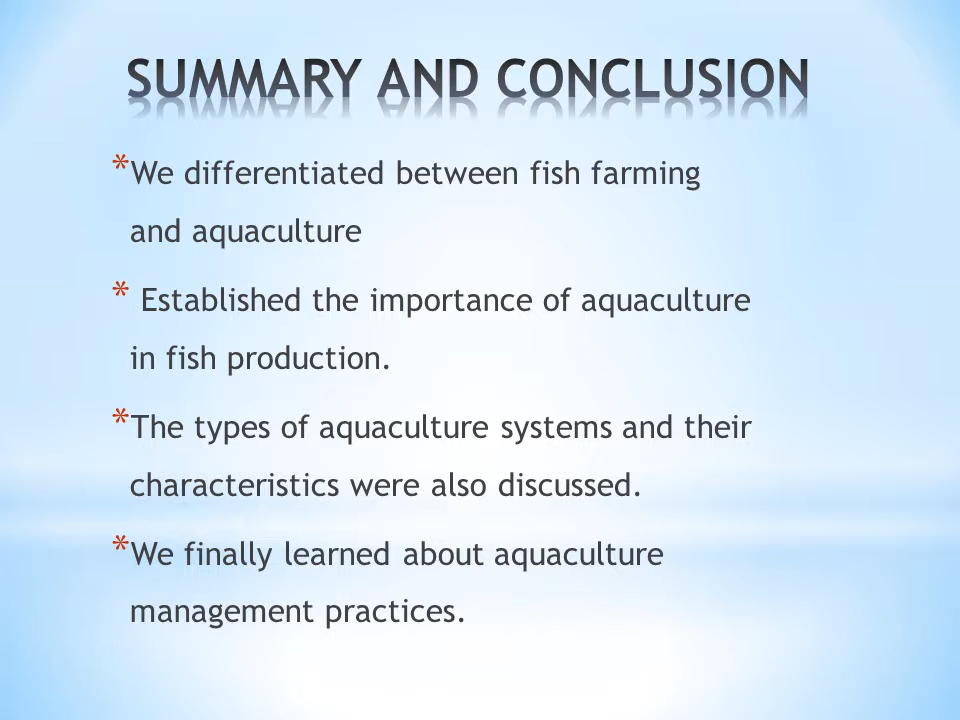 SUMMARY AND CONCLUSION
*We differentiated between fish farming
and aquaculture
* Established the importance of aquaculture
in fish production.
*The types of aquaculture systems and their
characteristics were also discussed.
*We finally learned about aquaculture
management practices.